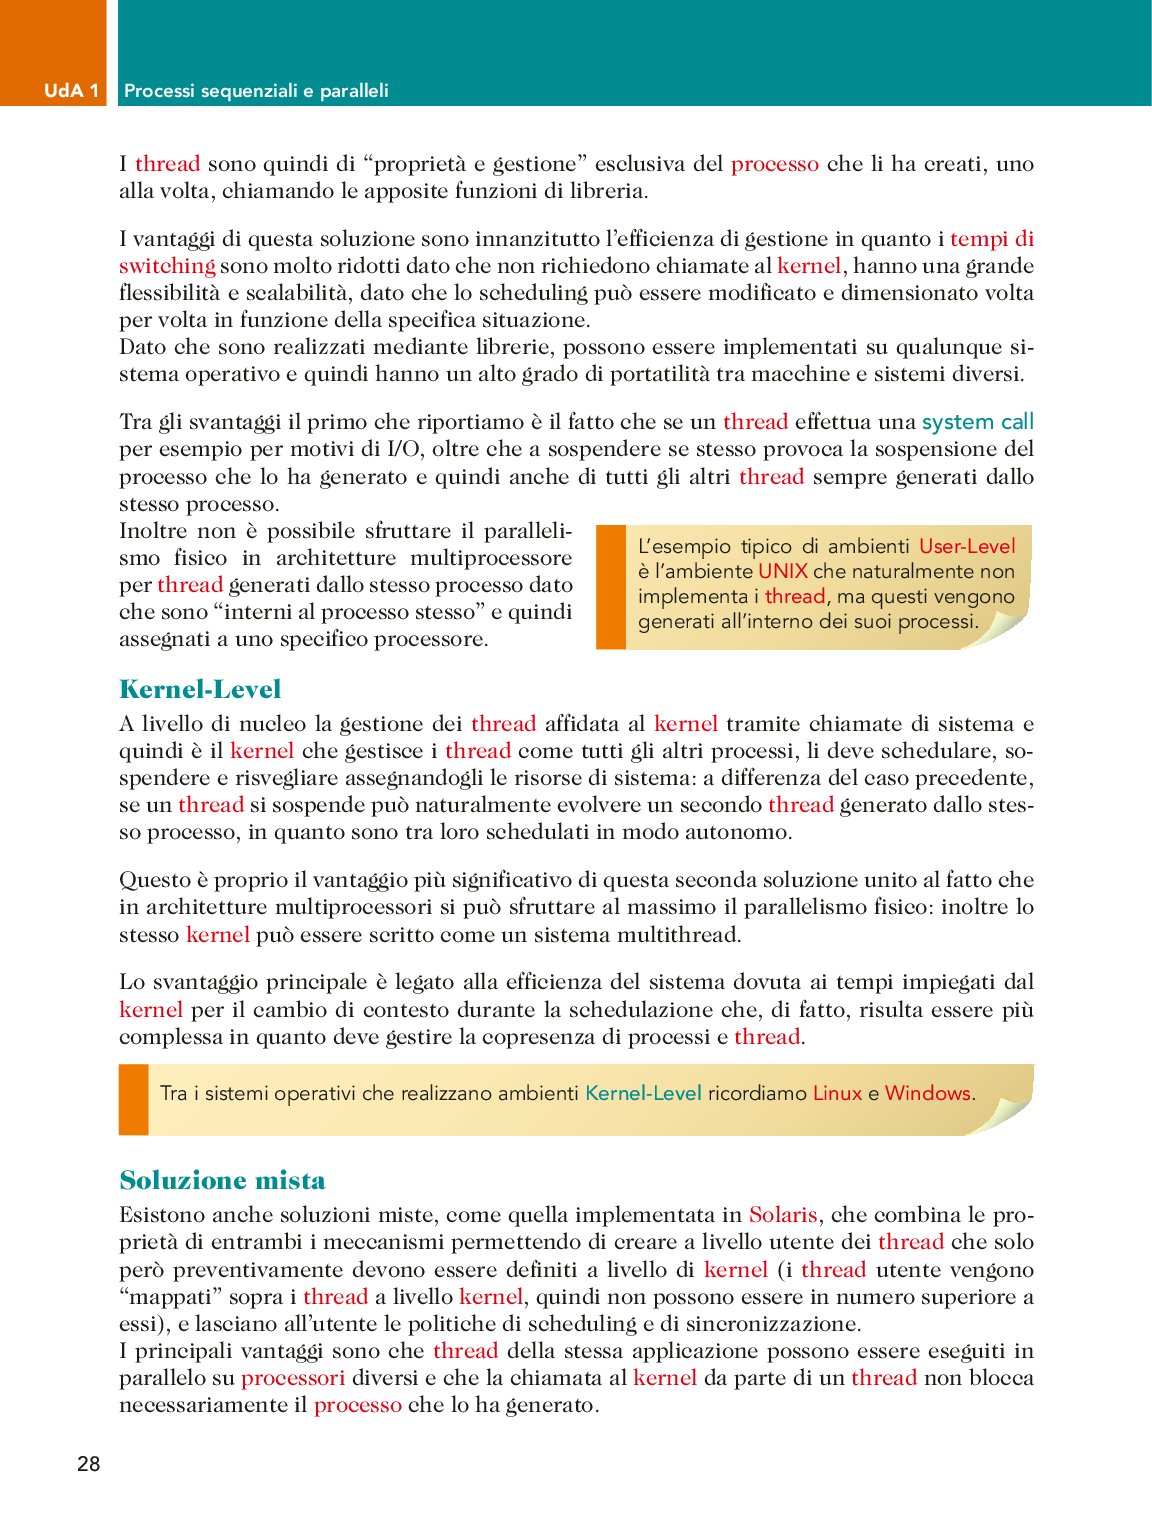 UdA 1 Processi sequenziali e paralleli
I thread sono quindi di “proprietà e gestione” esclusiva del processo che li ha creati, uno
alla volta, chiamando le apposite funzioni di libreria.
I vantaggi di questa soluzione sono innanzitutto l’efficienza di gestione in quanto i tempi di
switching sono molto ridotti dato che non richiedono chiamate al kernel, hanno una grande
flessibilità e scalabilità, dato che lo scheduling può essere modificato e dimensionato volta
per volta in funzione della specifica situazione.
Dato che sono realizzati mediante librerie, possono essere implementati su qualunque si-
stema operativo e quindi hanno un alto grado di portatilità tra macchine e sistemi diversi.
Tra gli svantaggi il primo che riportiamo è il fatto che se un thread effettua una system call
per esempio per motivi di I/O, oltre che a sospendere se stesso provoca la sospensione del
processo che lo ha generato e quindi anche di tutti gli altri thread sempre generati dallo
stesso processo.
Inoltre non è possibile sfruttare il paralleli-
smo fisico in architetture multiprocessore
per thread generati dallo stesso processo dato
che sono “interni al processo stesso” e quindi
assegnati a uno specifico processore.
L’esempio tipico di ambienti User-Level
è l’ambiente UNIX che naturalmente non
implementa i thread, ma questi vengono
generati all’interno dei suoi processi.
Kernel-Level
A livello di nucleo la gestione dei thread affidata al kernel tramite chiamate di sistema e
quindi è il kernel che gestisce i thread come tutti gli altri processi, li deve schedulare, so-
spendere e risvegliare assegnandogli le risorse di sistema: a differenza del caso precedente,
se un thread si sospende può naturalmente evolvere un secondo thread generato dallo stes-
so processo, in quanto sono tra loro schedulati in modo autonomo.
Questo è proprio il vantaggio più significativo di questa seconda soluzione unito al fatto che
in architetture multiprocessori si può sfruttare al massimo il parallelismo fisico: inoltre lo
stesso kernel può essere scritto come un sistema multithread.
Lo svantaggio principale è legato alla efficienza del sistema dovuta ai tempi impiegati dal
kernel per il cambio di contesto durante la schedulazione che, di fatto, risulta essere più
complessa in quanto deve gestire la copresenza di processi e thread.
Tra i sistemi operativi che realizzano ambienti Kernel-Level ricordiamo Linux e Windows.
Soluzione mista
Esistono anche soluzioni miste, come quella implementata in Solaris, che combina le pro-
prietà di entrambi i meccanismi permettendo di creare a livello utente dei thread che solo
però preventivamente devono essere definiti a livello di kernel (i thread utente vengono
“mappati” sopra i thread a livello kernel, quindi non possono essere in numero superiore a
essi), e lasciano all’utente le politiche di scheduling e di sincronizzazione.
I principali vantaggi sono che thread della stessa applicazione possono essere eseguiti in
parallelo su processori diversi e che la chiamata al kernel da parte di un thread non blocca
necessariamente il processo che lo ha generato.
28